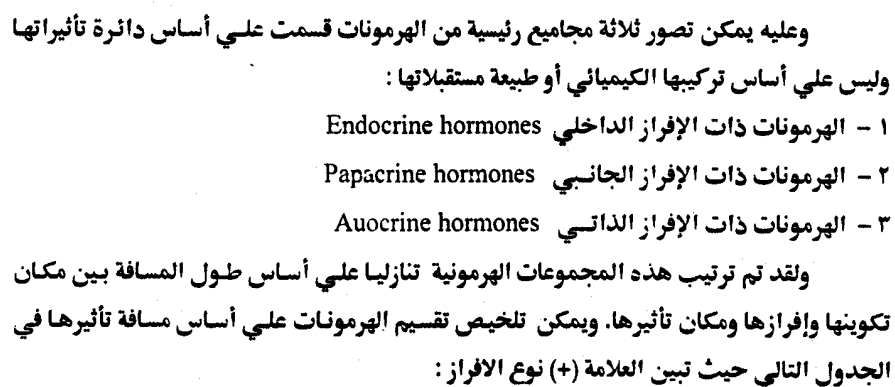 وعليه يمكن تصور ثلاثة مجاميع رئيسية من الهرمونات قسمت علي أساس دائرة تأثيراتها
وليس علي أساس تركيبها الكيميائي أو طبيعة مستقبلاتها :
١ - الهرمونات ذات الإفراز الداخلي Endocrine hormones
٢ - الهرمونات ذات الإفراز الجانبي Papacrine hormones
٣ - الهرمونات ذات الإفراز الذاتي Auocrine hormones
ولقد تم ترتيب هذه المجموعات الهرمونية تنازليا علي أساس طول المسافة بين مكان
تكوينها وإفرازها ومكان تأثيرها. ويمكن تلخيص تقسيم الهرمونات علي أساس مسافة تأثيرها في
الجدول التالي حيث تبين العلامة (+) نوع الافراز :